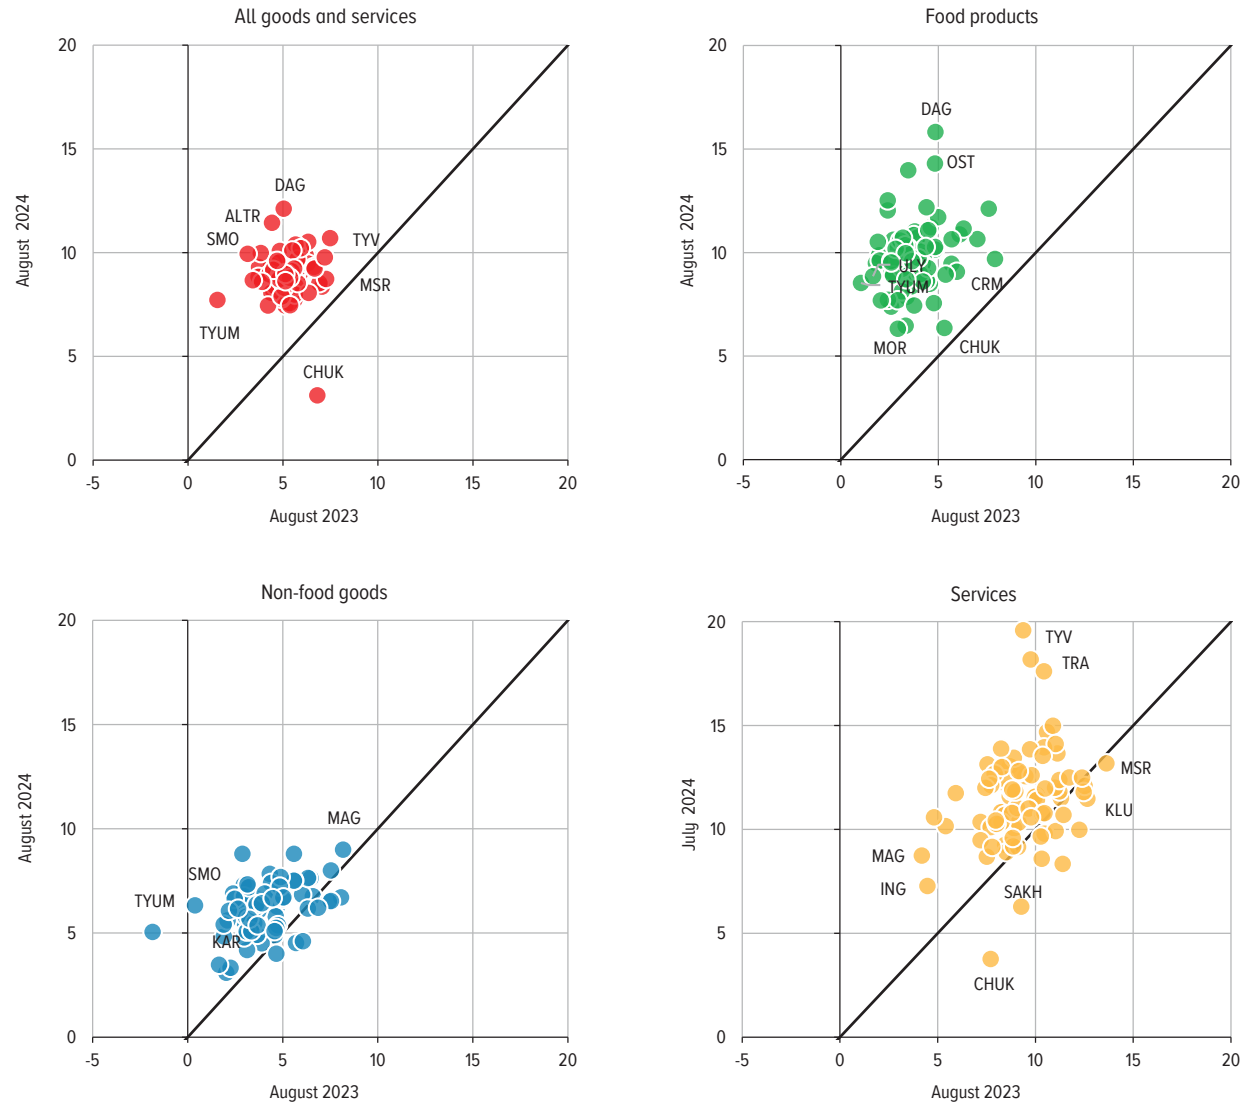 All goods and services
20
15
10
5
0
-5
0
5
10
15
20
August 2024
August 2023
DAG
ALTR
SMO
TYV
MSR
TYUM
CHUK
Food products
20
15
10
5
0
-5
0
5
10
15
20
August 2024
August 2023
DAG
OST
ULY
TYUM
CRM
MOR
CHUK
Non-food goods
20
15
10
5
0
-5
0
5
10
15
20
August 2024
August 2023
MAG
SMO
TYUM
KAR
Services
20
15
10
5
0
-5
0
5
10
15
20
July 2024
August 2023
TYV
TRA
MSR
KLU
MAG
ING
SAKH
CHUK